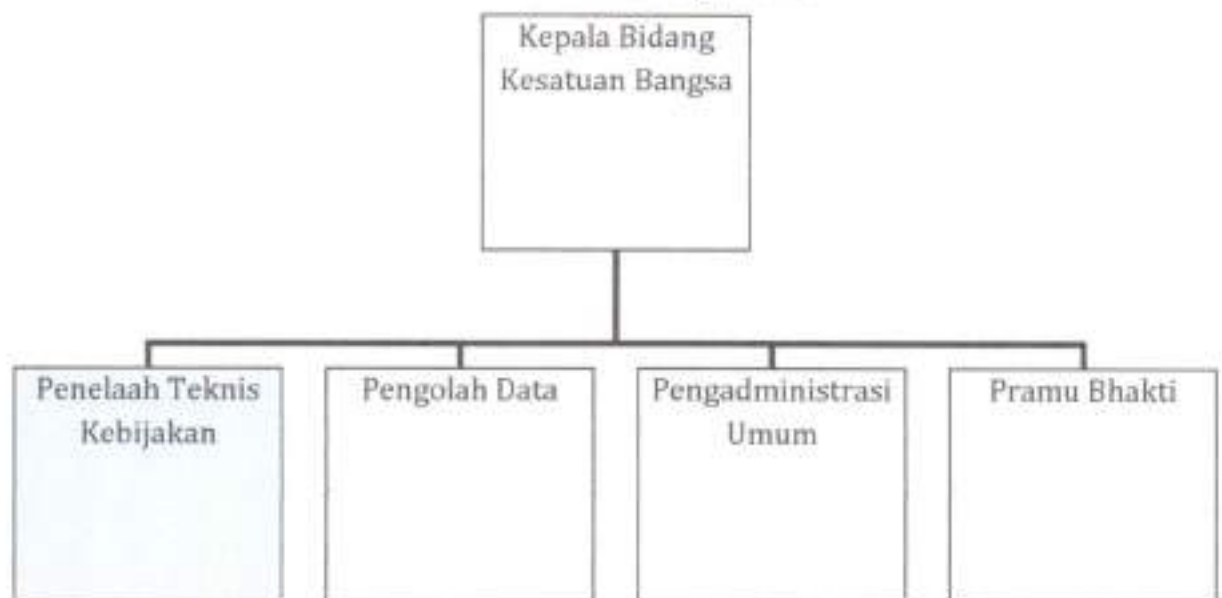 Kepala Bidang
Kesatuan Bangsa
Penelaah Teknis
Kebijakan
Pengolah Data
Pengadministrasi
Umum
Pramu Bhakti